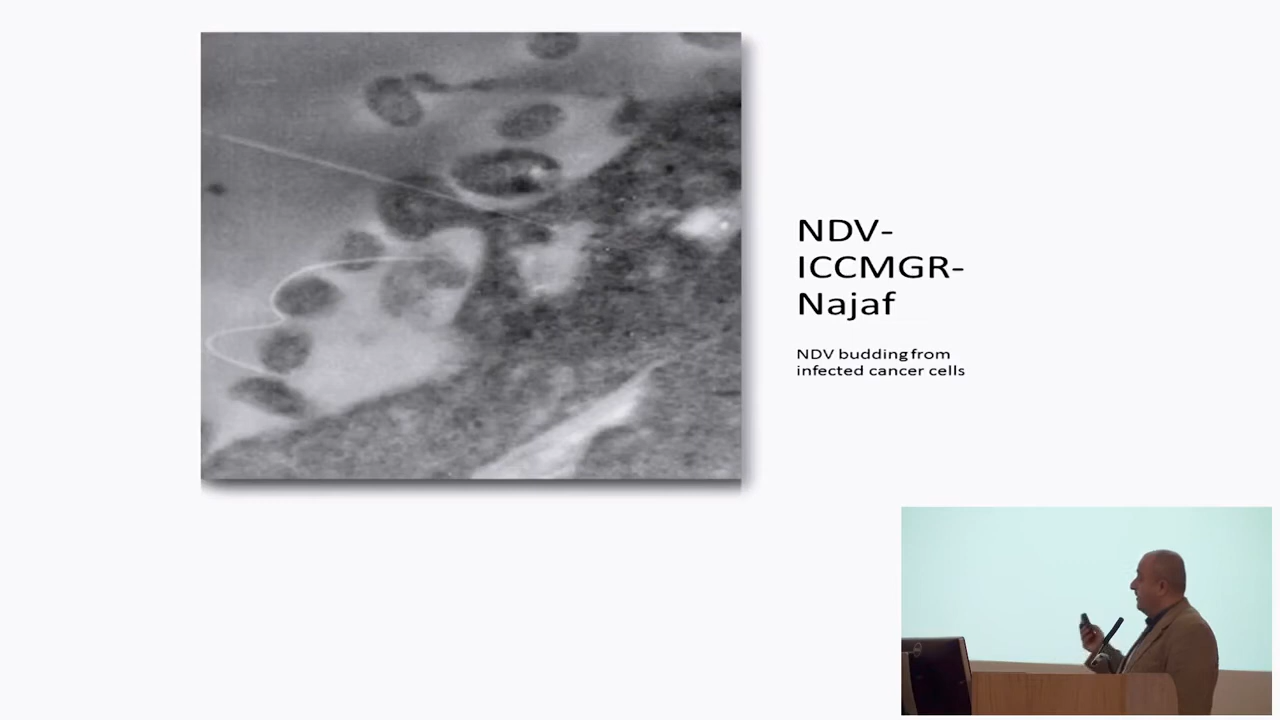 NDV-
ICCMGR-
Najaf
NDV budding from
infected cancer cells